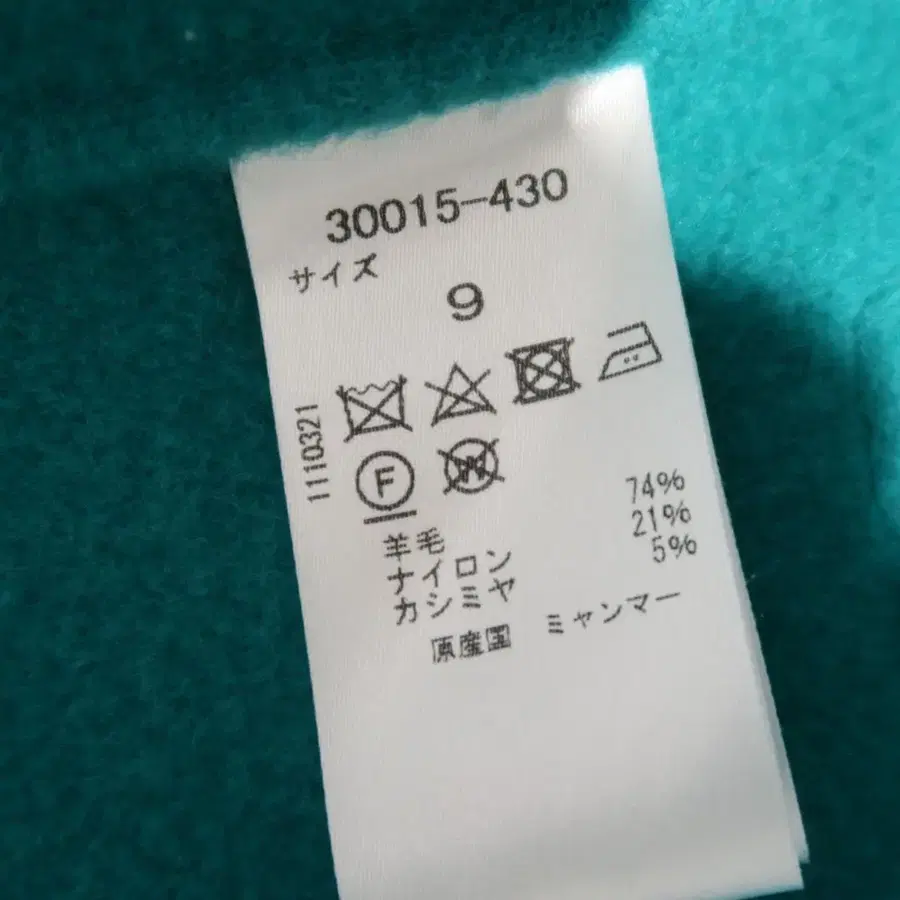 30015-430
サイズ
9
1110321
F
W
羊毛 74%
ナイロン 21%
カシミヤ 5%
原産国 ミャンマー